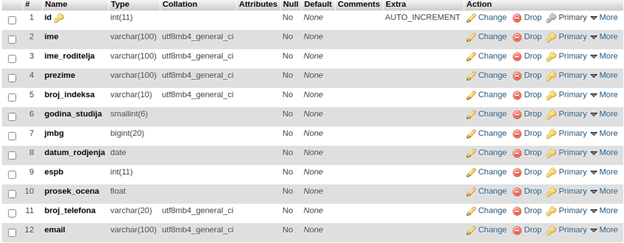 # Name Type Collation Attributes Null Default Comments Extra Action
1 id int(11) No None AUTO_INCREMENT Change Drop Primary More
2 ime varchar(100) utf8mb4_general_ci No None Change Drop Primary More
3 ime_roditelja varchar(100) utf8mb4_general_ci No None Change Drop Primary More
4 prezime varchar(100) utf8mb4_general_ci No None Change Drop Primary More
5 broj_indeksa varchar(10) utf8mb4_general_ci No None Change Drop Primary More
6 godina_studija smallint(6) No None Change Drop Primary More
7 jmbg bigint(20) No None Change Drop Primary More
8 datum_rodjenja date No None Change Drop Primary More
9 espb int(11) No None Change Drop Primary More
10 prosek_ocena float No None Change Drop Primary More
11 broj_telefona varchar(20) utf8mb4_general_ci No None Change Drop Primary More
12 email varchar(100) utf8mb4_general_ci No None Change Drop Primary More